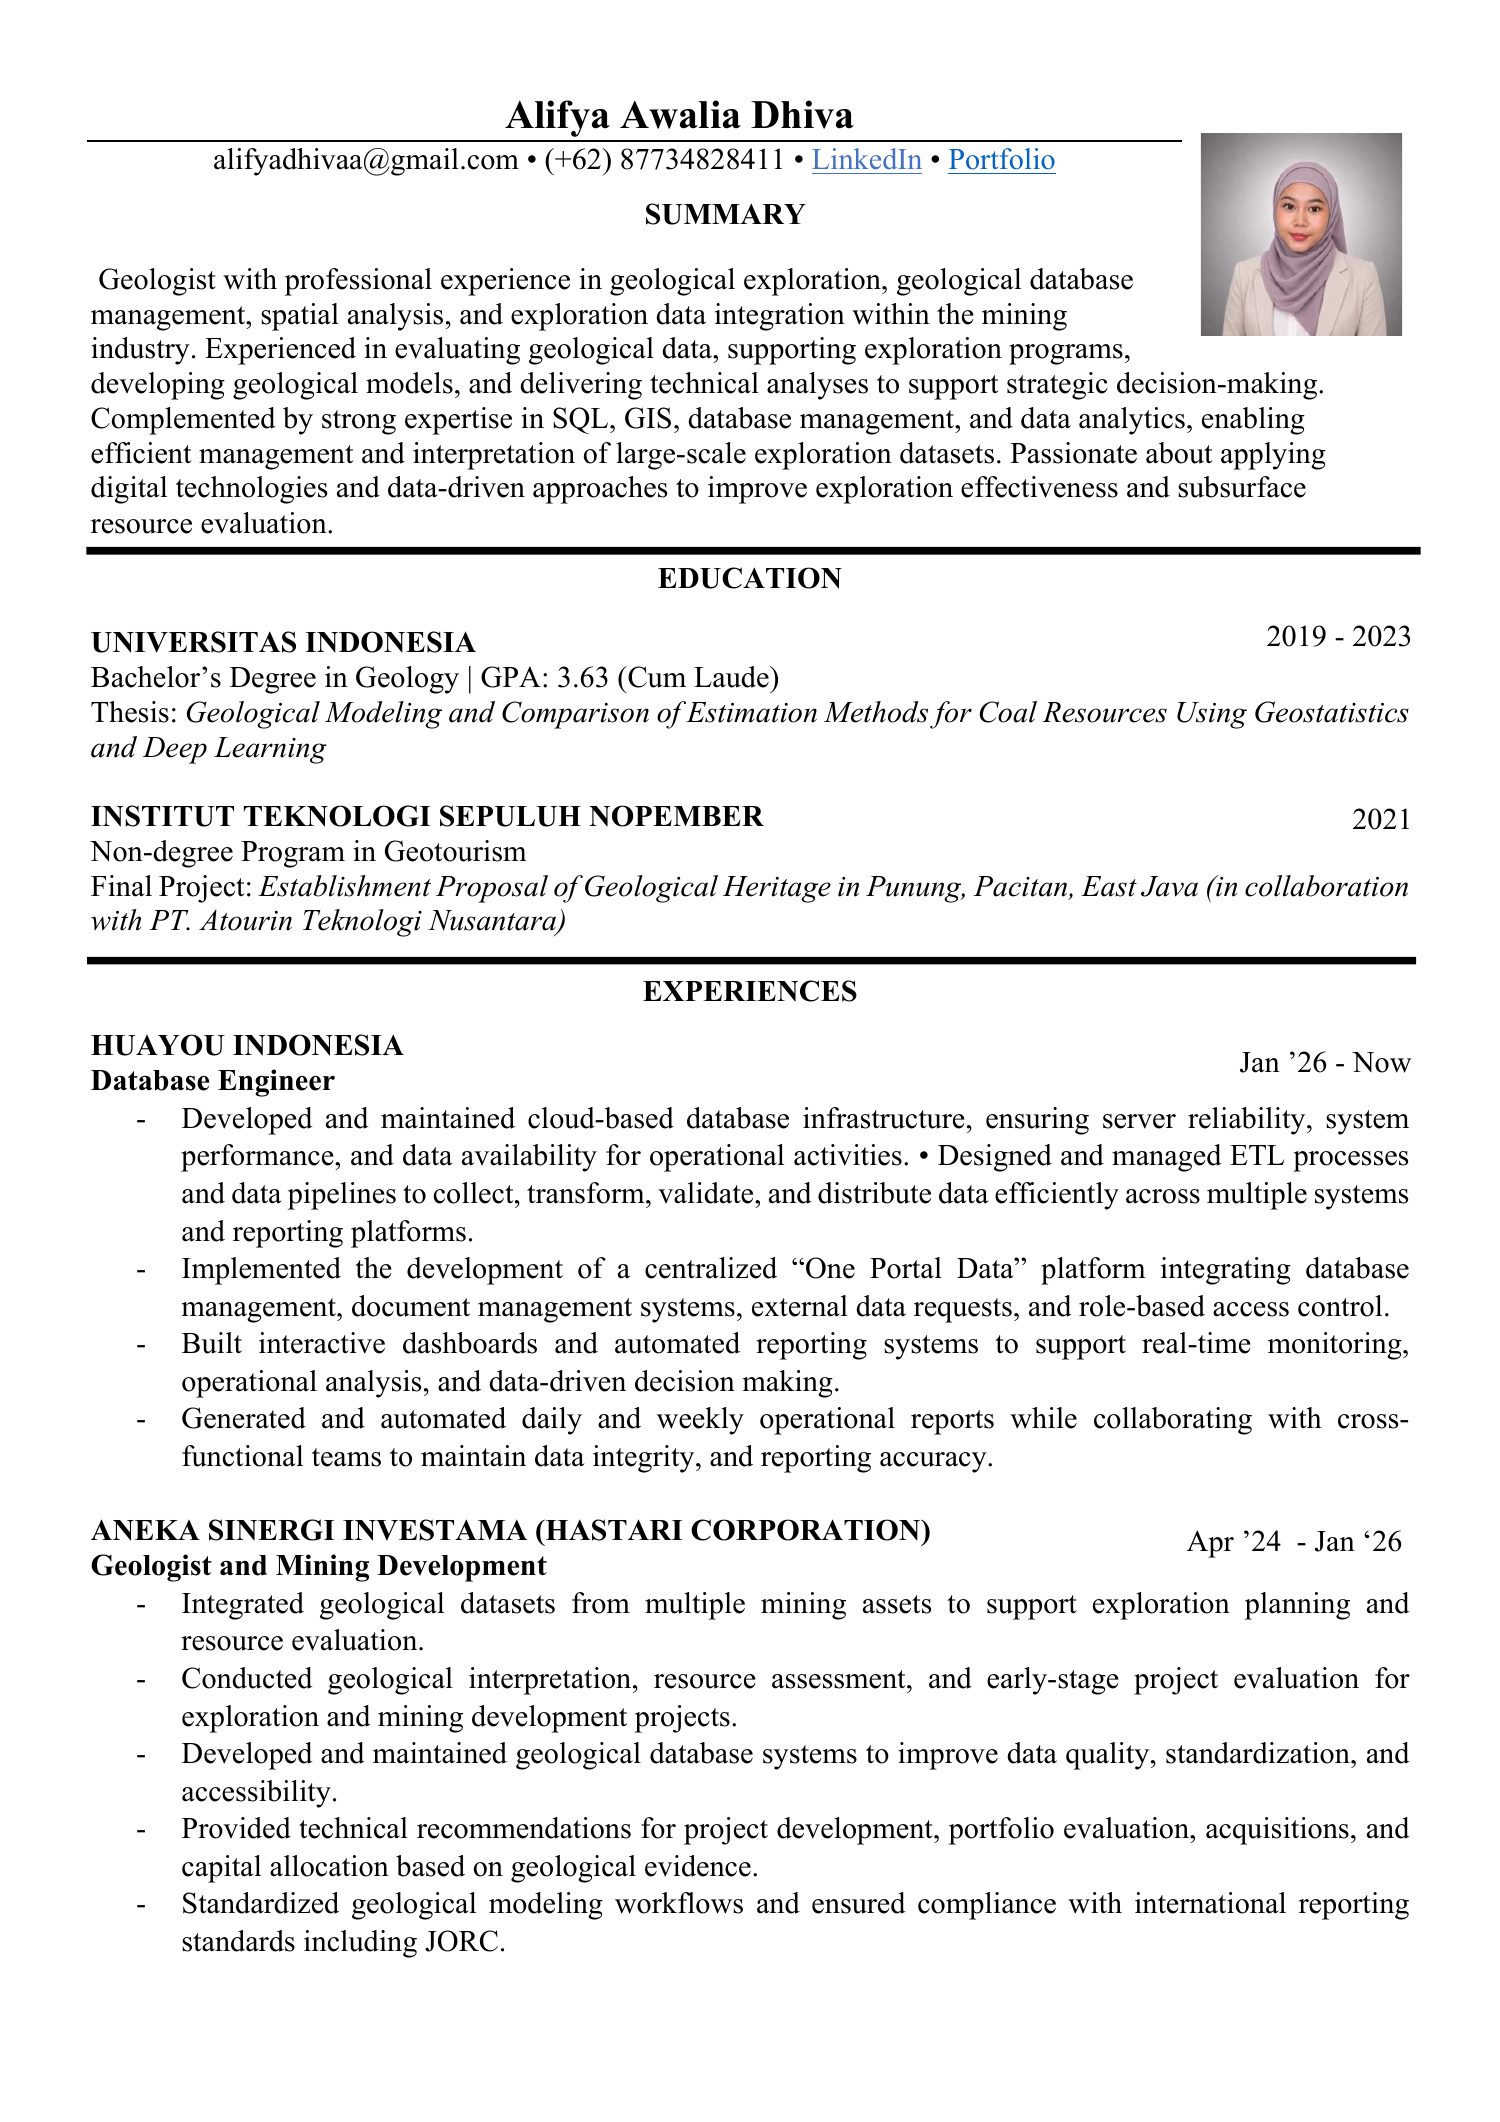 Alifya Awalia Dhiva
alifyadhivaa@gmail.com • (+62) 87734828411 • LinkedIn • Portfolio
SUMMARY
Geologist with professional experience in geological exploration, geological database
management, spatial analysis, and exploration data integration within the mining
industry. Experienced in evaluating geological data, supporting exploration programs,
developing geological models, and delivering technical analyses to support strategic decision-making.
Complemented by strong expertise in SQL, GIS, database management, and data analytics, enabling
efficient management and interpretation of large-scale exploration datasets. Passionate about applying
digital technologies and data-driven approaches to improve exploration effectiveness and subsurface
resource evaluation.
EDUCATION
UNIVERSITAS INDONESIA 2019 - 2023
Bachelor’s Degree in Geology | GPA: 3.63 (Cum Laude)
Thesis: Geological Modeling and Comparison of Estimation Methods for Coal Resources Using Geostatistics
and Deep Learning
INSTITUT TEKNOLOGI SEPULUH NOPEMBER 2021
Non-degree Program in Geotourism
Final Project: Establishment Proposal of Geological Heritage in Punung, Pacitan, East Java (in collaboration
with PT. Atourin Teknologi Nusantara)
EXPERIENCES
HUAYOU INDONESIA
Jan ’26 - Now
Database Engineer
- Developed and maintained cloud-based database infrastructure, ensuring server reliability, system
performance, and data availability for operational activities. • Designed and managed ETL processes
and data pipelines to collect, transform, validate, and distribute data efficiently across multiple systems
and reporting platforms.
- Implemented the development of a centralized “One Portal Data” platform integrating database
management, document management systems, external data requests, and role-based access control.
- Built interactive dashboards and automated reporting systems to support real-time monitoring,
operational analysis, and data-driven decision making.
- Generated and automated daily and weekly operational reports while collaborating with cross-
functional teams to maintain data integrity, and reporting accuracy.
ANEKA SINERGI INVESTAMA (HASTARI CORPORATION)
Apr ’24 - Jan ‘26
Geologist and Mining Development
- Integrated geological datasets from multiple mining assets to support exploration planning and
resource evaluation.
- Conducted geological interpretation, resource assessment, and early-stage project evaluation for
exploration and mining development projects.
- Developed and maintained geological database systems to improve data quality, standardization, and
accessibility.
- Provided technical recommendations for project development, portfolio evaluation, acquisitions, and
capital allocation based on geological evidence.
- Standardized geological modeling workflows and ensured compliance with international reporting
standards including JORC.